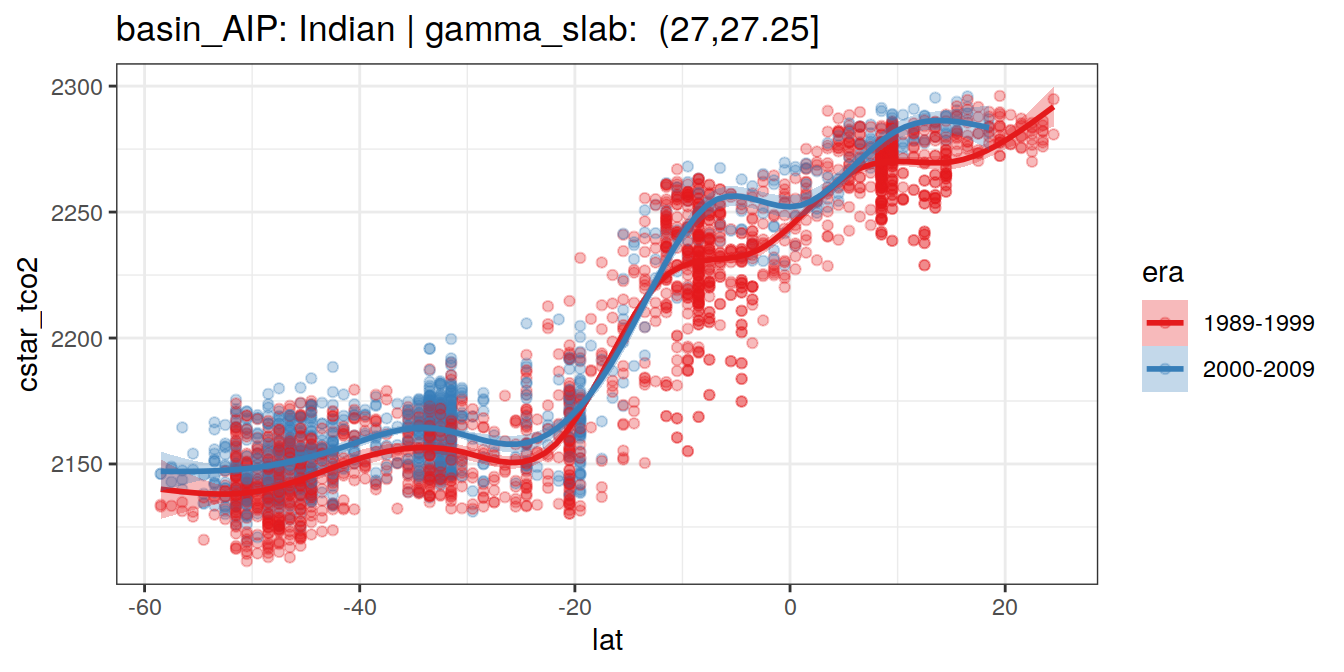 basin_AIP: Indian | gamma_slab:  (27,27.25]
2300
2250
2200
2150
cstar_tco2
-60
-40
-20
0
20
lat
era
1989-1999
2000-2009